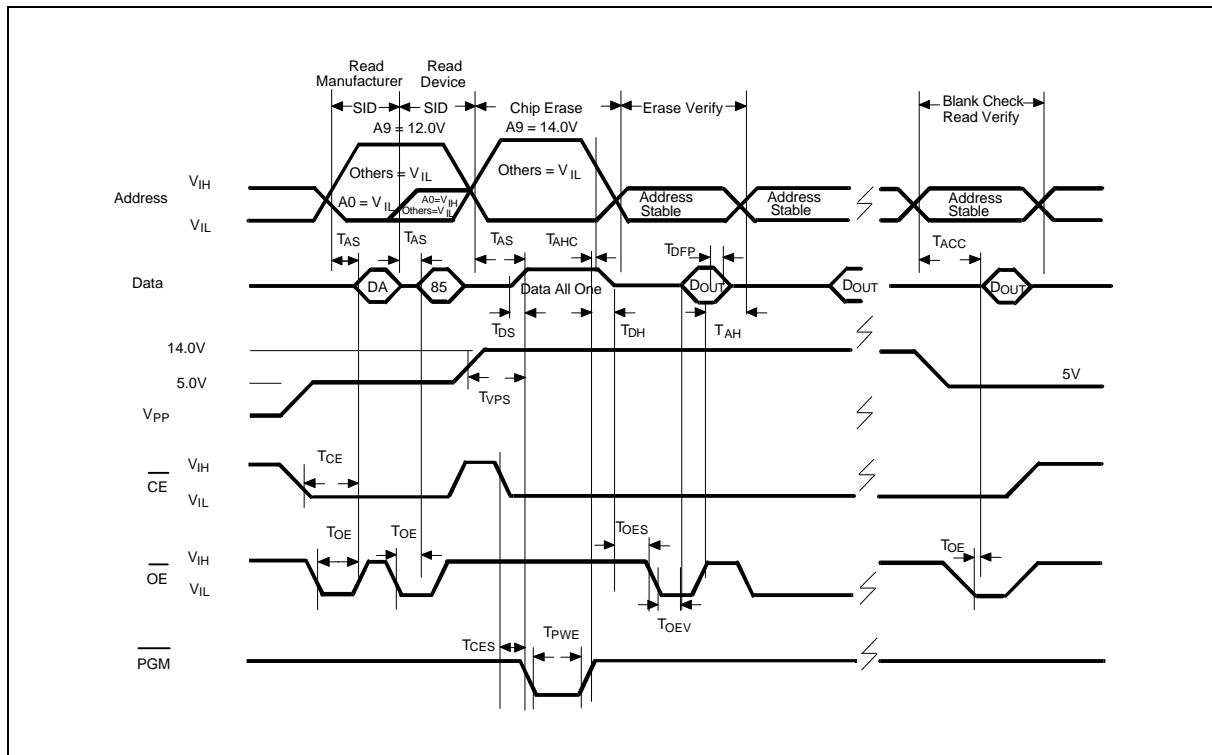 Read Manufacturer
SID
Read Device
SID
Chip Erase
Erase Verify
Blank Check
Read Verify
A9 = 12.0V
A9 = 14.0V
Others = VIL
Others = VIL
Address
VIH
VIL
A0 = VIL
A0=VIH
Others=VIL
Address Stable
Address Stable
Address Stable
TAS
TAS
TAS
TAHC
TDFP
TACC
Data
DA
85
Data All One
DOUT
DOUT
DOUT
TDS
TDH
TAH
14.0V
5.0V
5V
VPP
TVPS
CE
VIH
VIL
TCE
OE
VIH
VIL
TOE
TOE
TOES
TOE
TOEV
PGM
TCES
TPWE